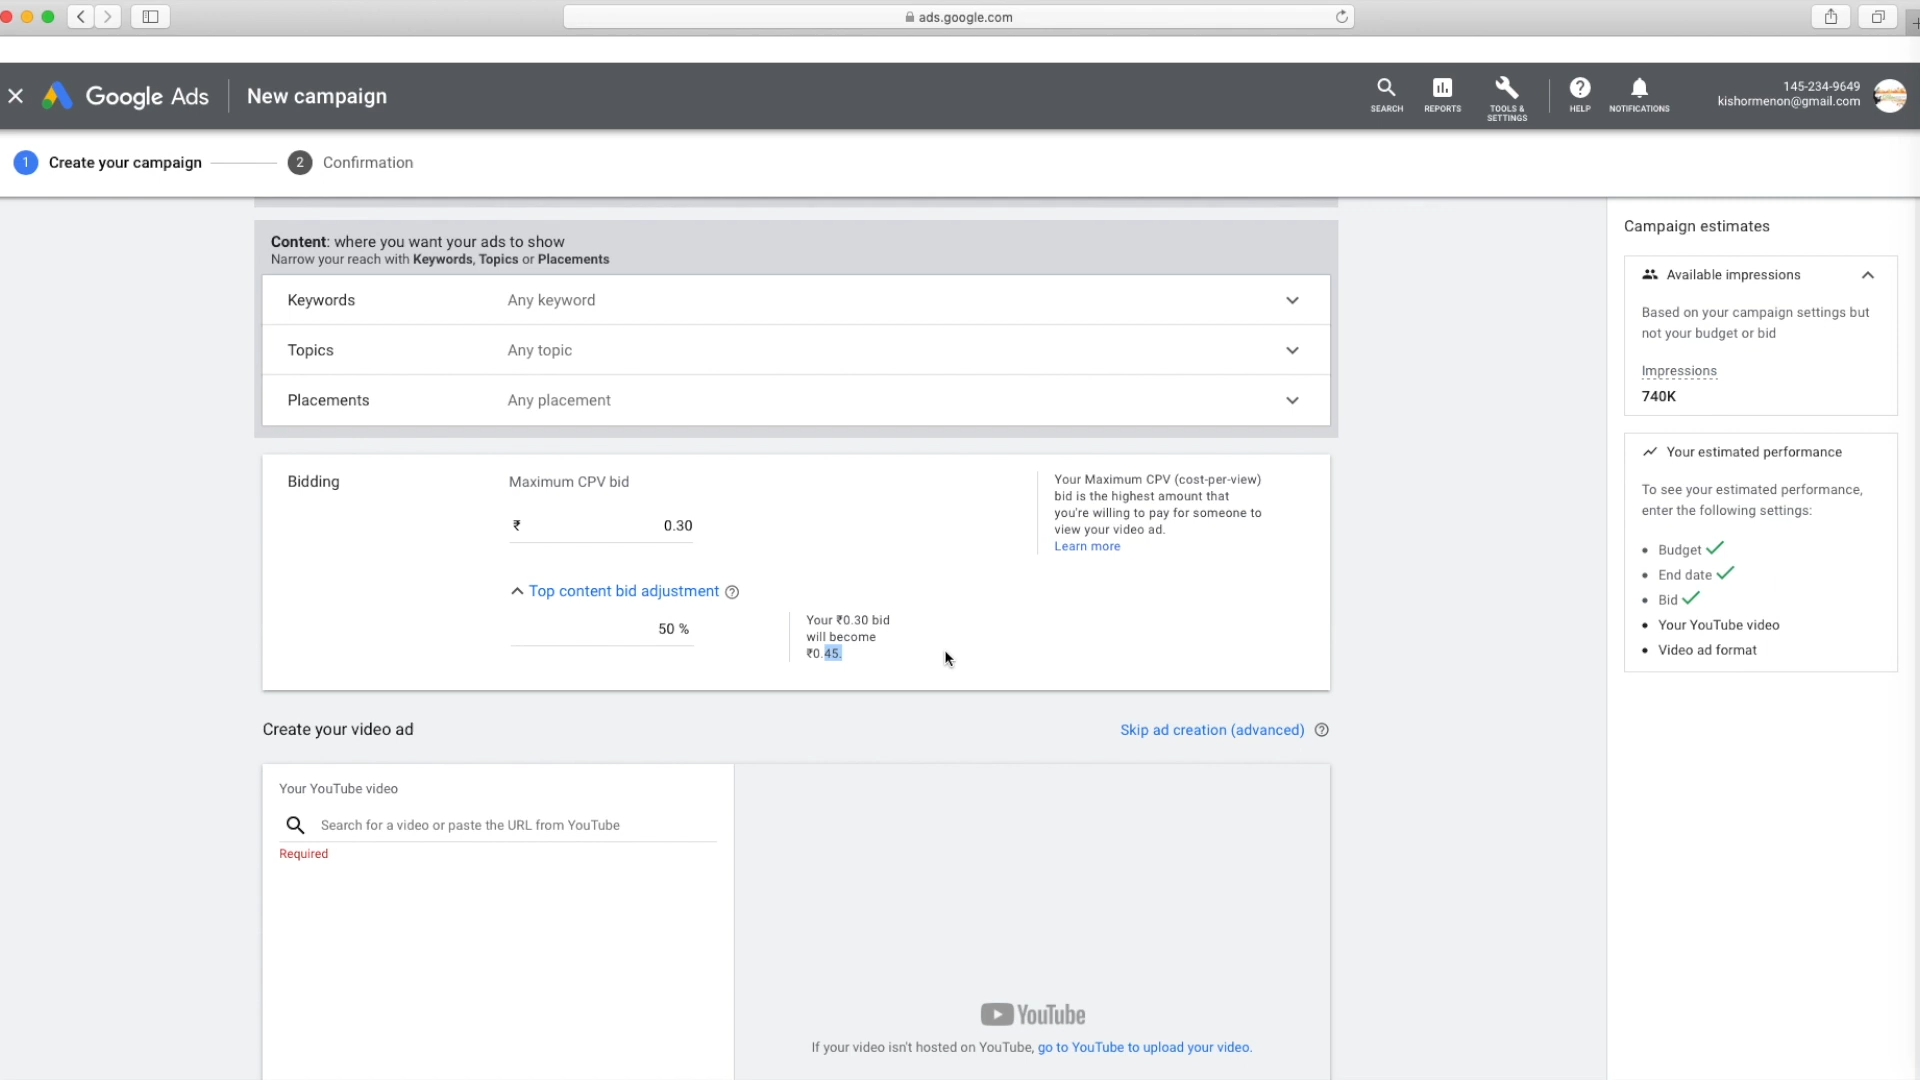 ads.google.com
Google Ads
New campaign
SEARCH
REPORTS
TOOLS &
SETTINGS
HELP
NOTIFICATIONS
145-234-9649
kishormenon@gmail.com
1 Create your campaign
2 Confirmation
Content: where you want your ads to show
Narrow your reach with Keywords, Topics or Placements
Keywords Any keyword
Topics Any topic
Placements Any placement
Bidding
Maximum CPV bid
₹ 0.30
Top content bid adjustment
50 %
Your ₹0.30 bid
will become
₹0.45.
Your Maximum CPV (cost-per-view)
bid is the highest amount that
you're willing to pay for someone to
view your video ad.
Learn more
Create your video ad
Skip ad creation (advanced)
Your YouTube video
Search for a video or paste the URL from YouTube
Required
YouTube
If your video isn't hosted on YouTube, go to YouTube to upload your video.
Campaign estimates
Available impressions
Based on your campaign settings but
not your budget or bid
Impressions
740K
Your estimated performance
To see your estimated performance,
enter the following settings:
• Budget
• End date
• Bid
• Your YouTube video
• Video ad format